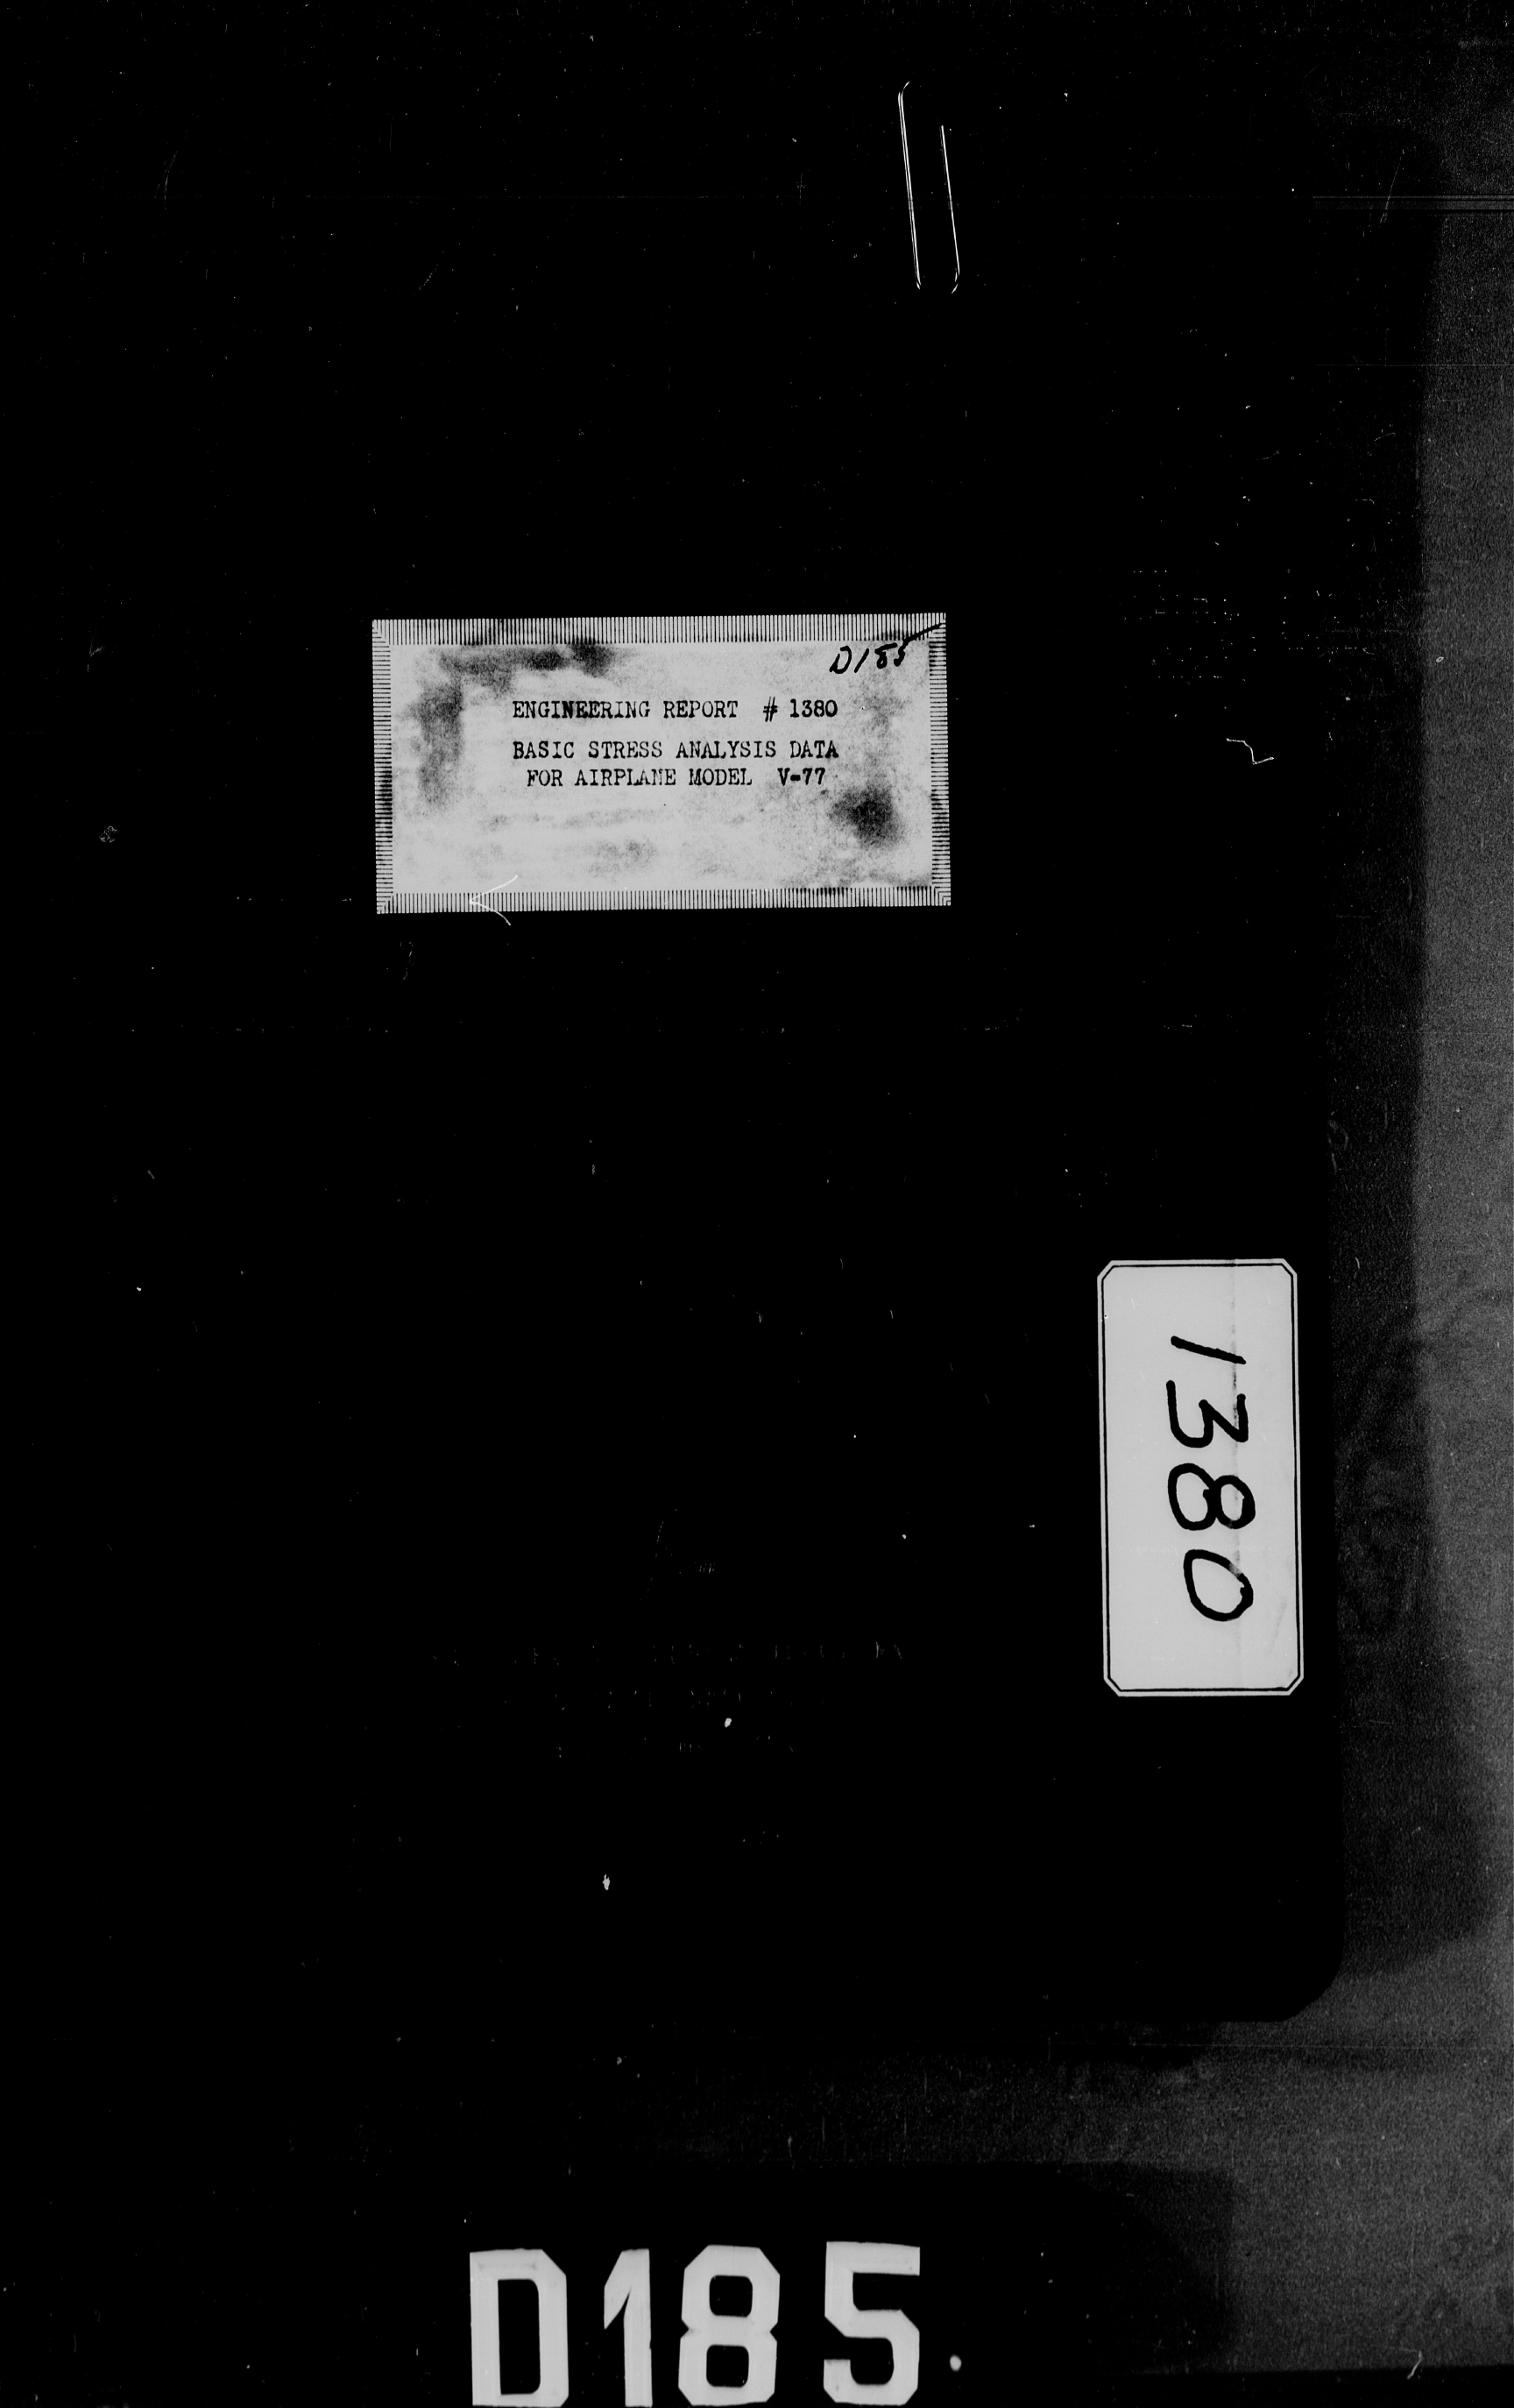 D185
ENGINEERING REPORT # 1380
BASIC STRESS ANALYSIS DATA
FOR AIRPLANE MODEL V-77
1380
D185